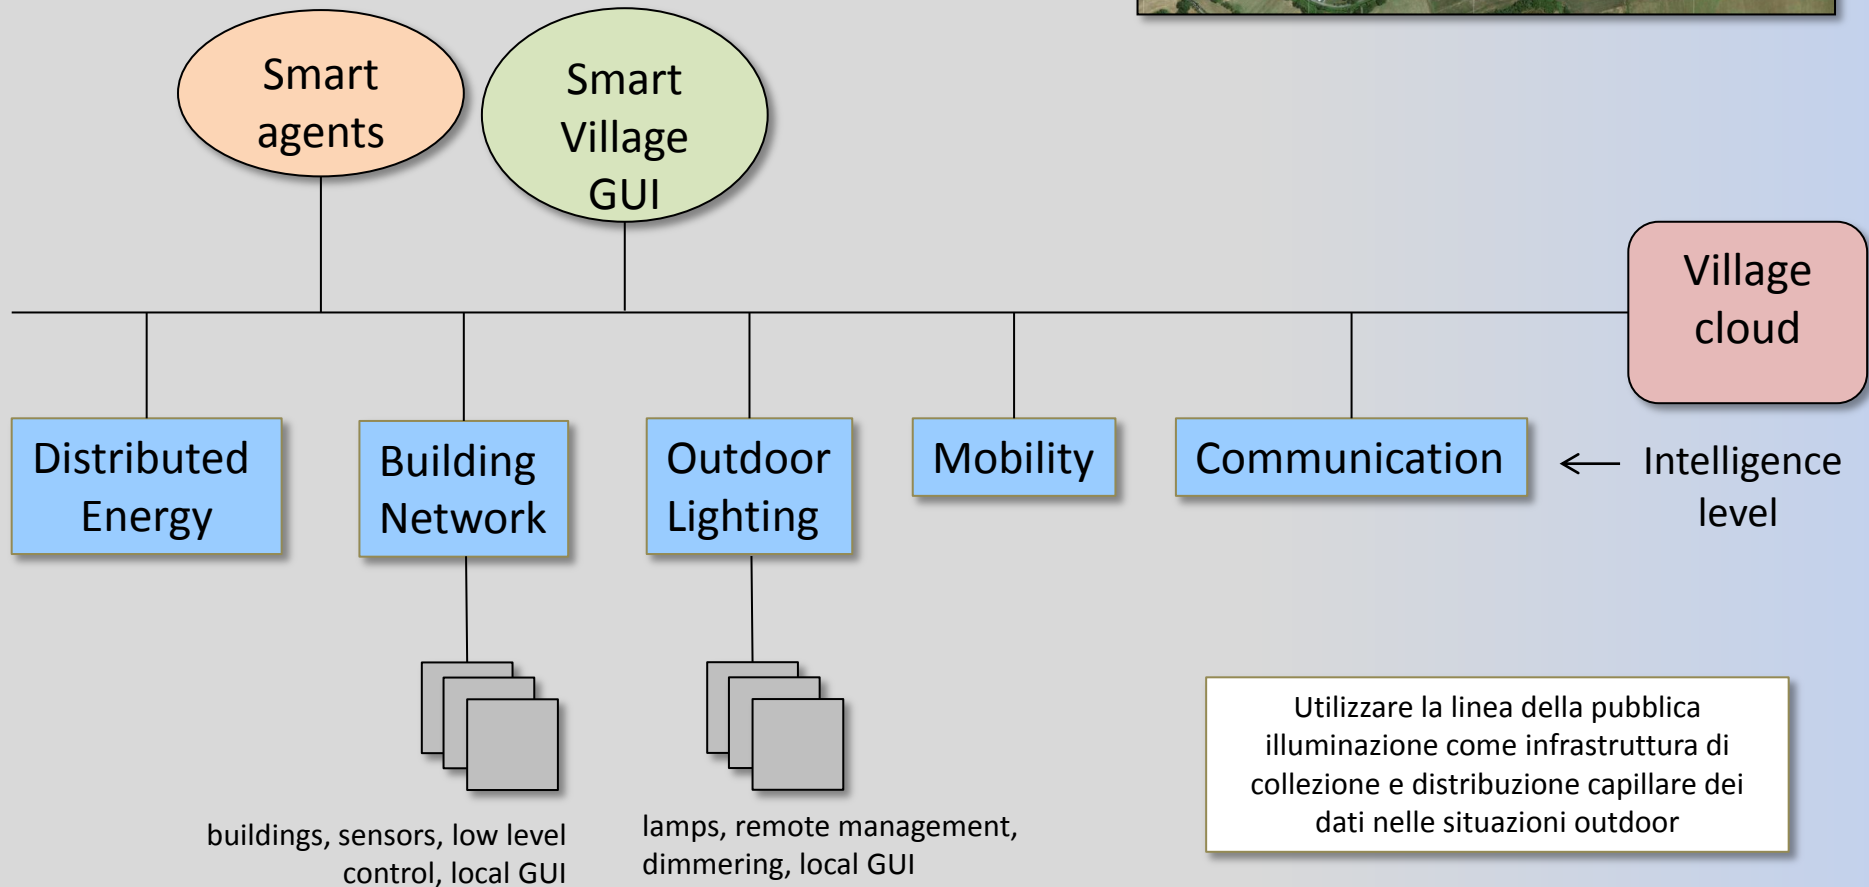 Smart
agents
Smart
Village
GUI
Village
cloud
Distributed
Energy
Building
Network
Outdoor
Lighting
Mobility
Communication
Intelligence
level
buildings, sensors, low level
control, local GUI
lamps, remote management,
dimmering, local GUI
Utilizzare la linea della pubblica
illuminazione come infrastruttura di
collezione e distribuzione capillare dei
dati nelle situazioni outdoor